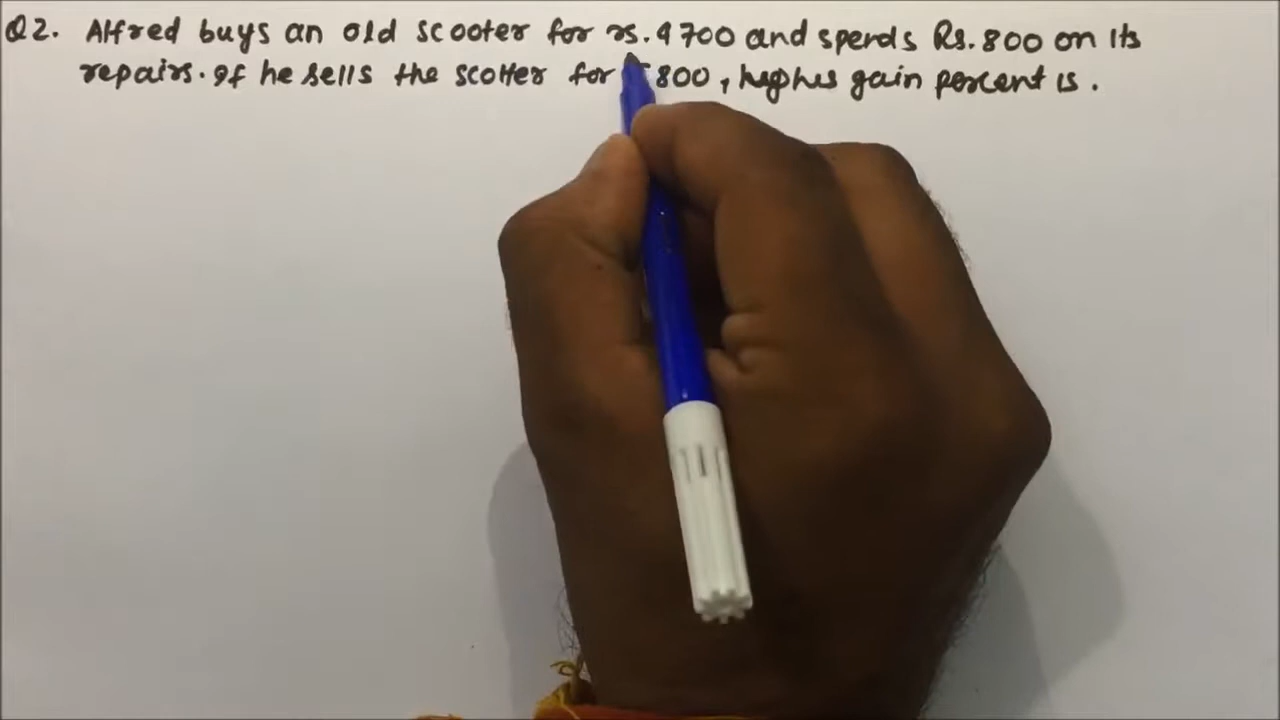 Q2. Alfred buys an old scooter for rs. 4700 and spends Rs. 800 on its
repairs. If he sells the scotter for 800, gain percent is.